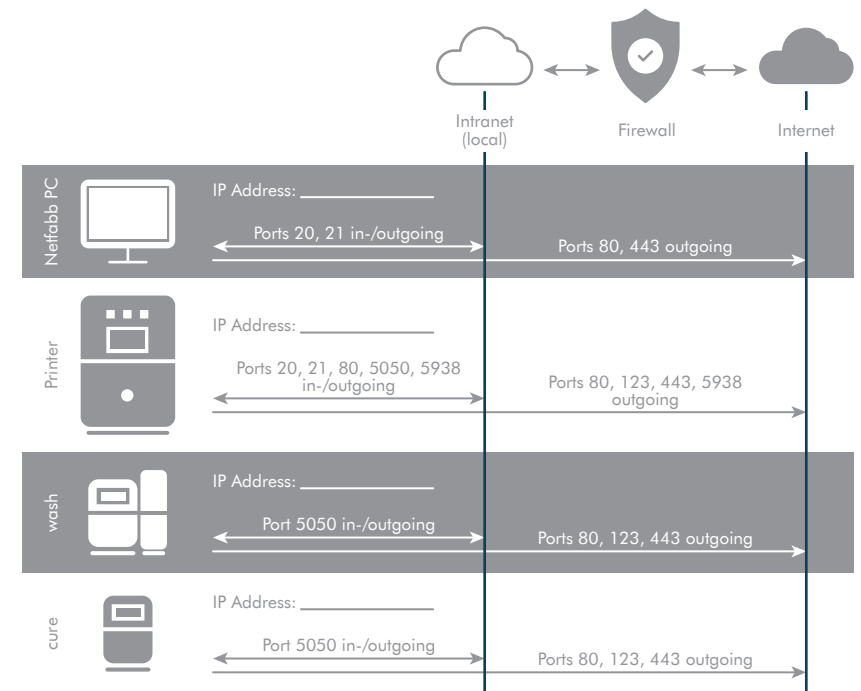 Intranet
(local)
Firewall
Internet
Netfabb PC
IP Address:
Ports 20, 21 in-/outgoing
Ports 80, 443 outgoing
Printer
IP Address:
Ports 20, 21, 80, 5050, 5938
in-/outgoing
Ports 80, 123, 443, 5938
outgoing
wash
IP Address:
Port 5050 in-/outgoing
Ports 80, 123, 443 outgoing
cure
IP Address:
Port 5050 in-/outgoing
Ports 80, 123, 443 outgoing